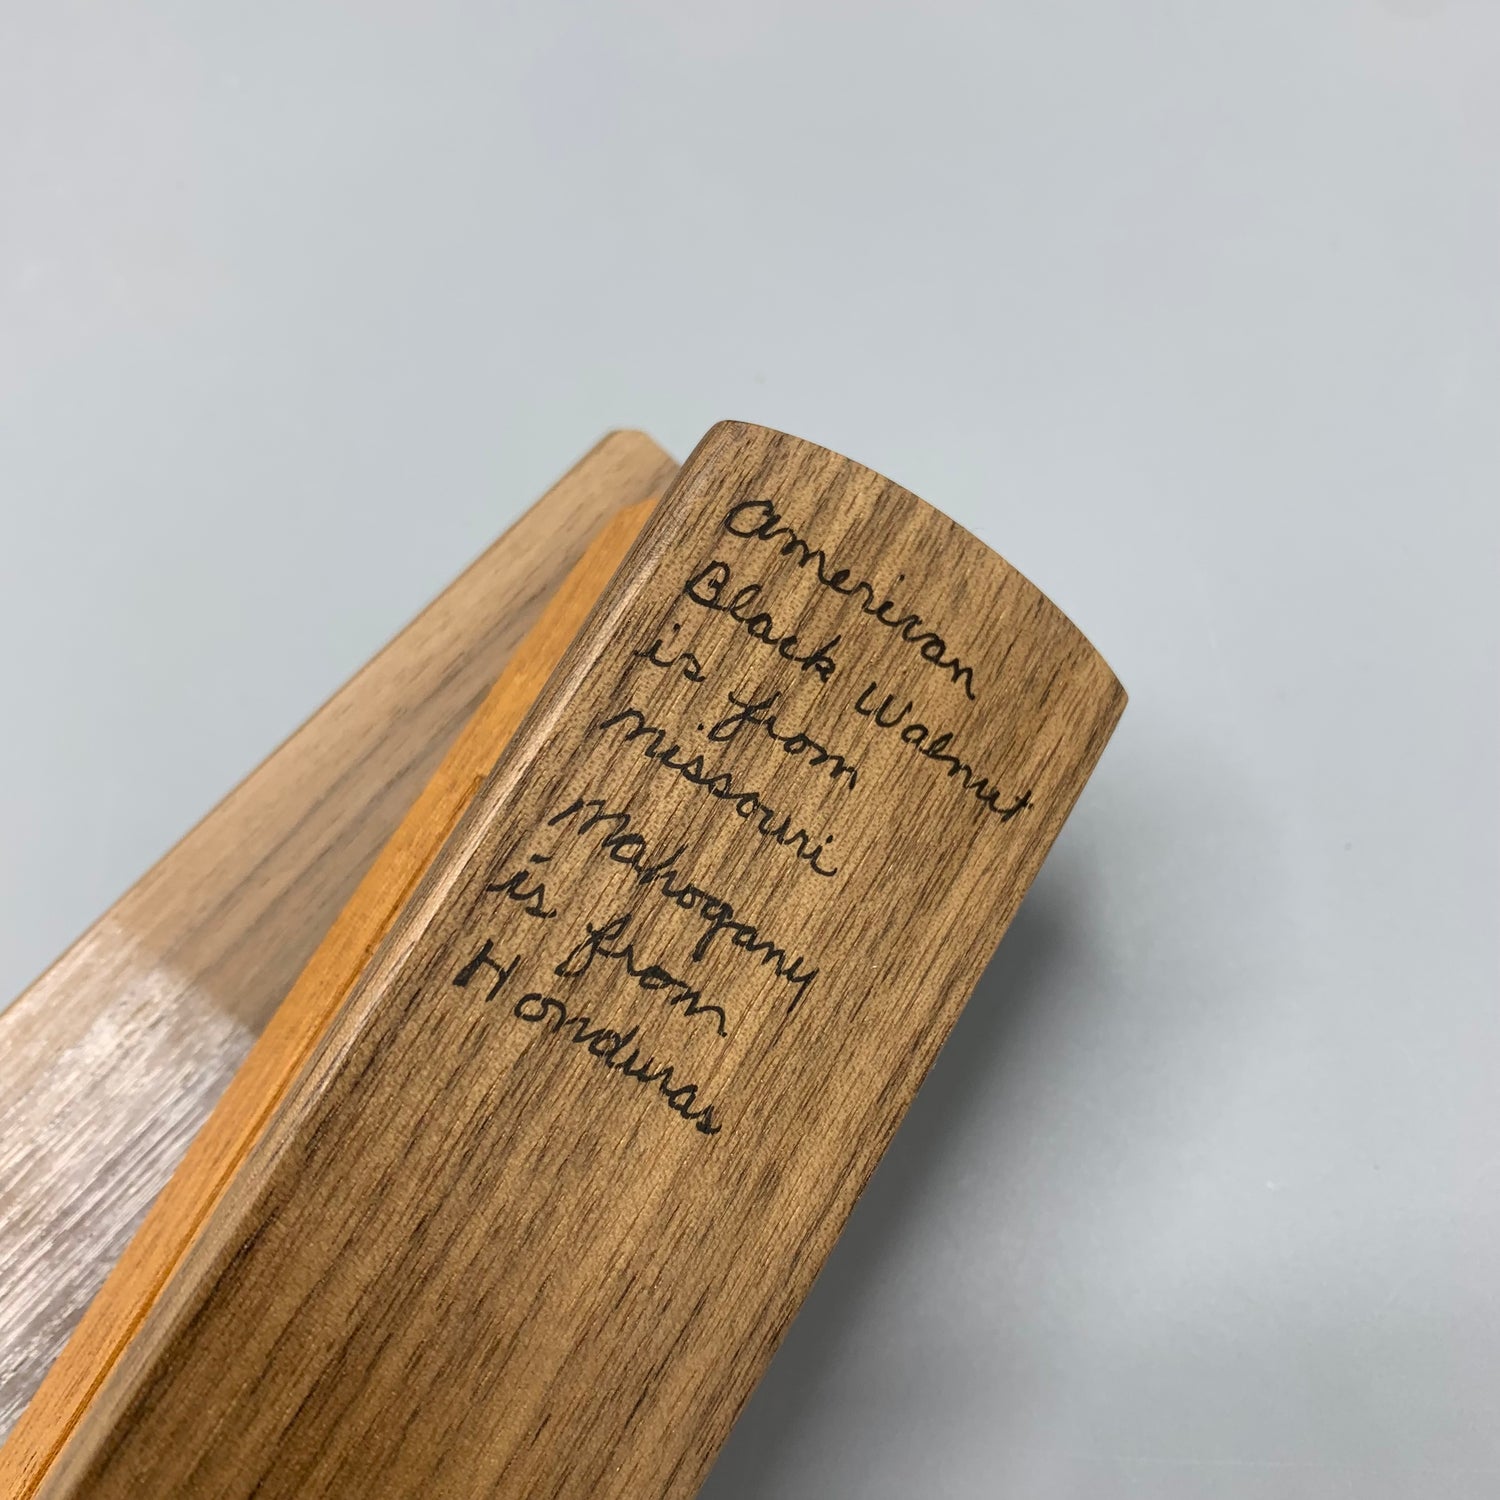 American
Black Walnut
is from
Missouri
Mahogany
is from
Honduras